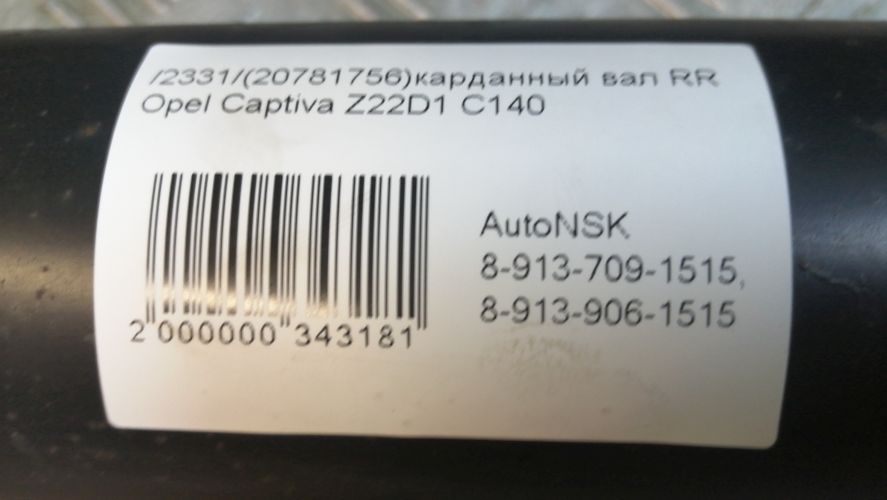 /2331/(20781756)карданный вал RR
Opel Captiva Z22D1 C140
AutoNSK
8-913-709-1515,
8-913-906-1515
2 000000 343181